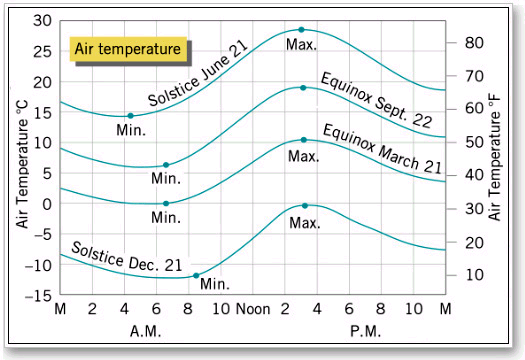 Air temperature
30
25
20
15
10
5
0
−5
−10
−15
Air Temperature °C
80
70
60
50
40
30
20
10
Air Temperature °F
Solstice June 21
Max.
Min.
Equinox Sept. 22
Min.
Equinox March 21
Max.
Min.
Solstice Dec. 21
Max.
Min.
M 2 4 6 8 10 Noon 2 4 6 8 10 M
A.M. P.M.